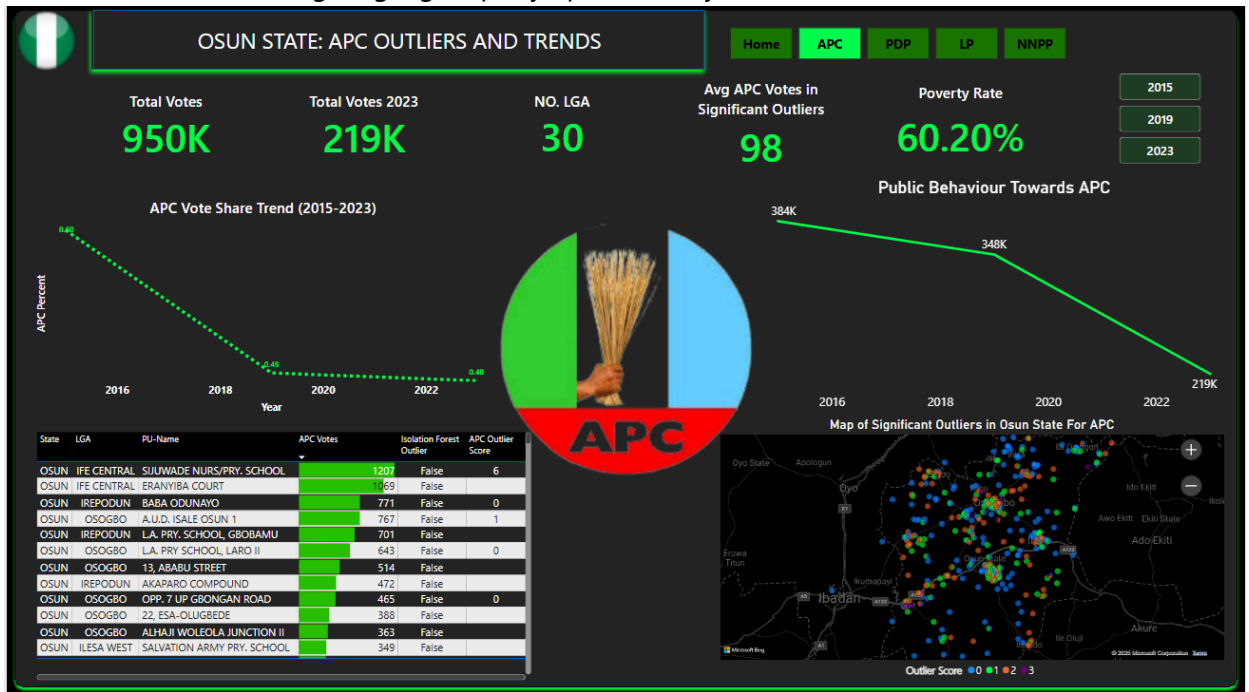 OSUN STATE: APC OUTLIERS AND TRENDS
Home
APC
PDP
LP
NNPP
Total Votes
950K
Total Votes 2023
219K
NO. LGA
30
Avg APC Votes in
Significant Outliers
98
Poverty Rate
60.20%
2015
2019
2023
APC Vote Share Trend (2015-2023)
0.60
0.49
0.48
APC Percent
2016 2018 2020 2022
Year
APC
Public Behaviour Towards APC
384K
348K
219K
2016 2018 2020 2022
State LGA PU-Name APC Votes Isolation Forest Outlier APC Outlier Score
OSUN IFE CENTRAL SIJUWADE NURS/PRY. SCHOOL 1207 False 6
OSUN IFE CENTRAL ERANYIBA COURT 1069 False
OSUN IREPODUN BABA ODUNAYO 771 False 0
OSUN OSOGBO A.U.D. ISALE OSUN 1 767 False 1
OSUN IREPODUN L.A. PRY. SCHOOL, GBOBAMU 701 False
OSUN OSOGBO L.A. PRY SCHOOL, LARO II 643 False 0
OSUN OSOGBO 13, ABABU STREET 514 False
OSUN IREPODUN AKAPARO COMPOUND 472 False
OSUN OSOGBO OPP. 7 UP GBONGAN ROAD 465 False 0
OSUN OSOGBO 22, ESA-OLUGBEDE 388 False
OSUN OSOGBO ALHAJI WOLEOLA JUNCTION II 363 False
OSUN ILESA WEST SALVATION ARMY PRY. SCHOOL 349 False
Map of Significant Outliers in Osun State For APC
Oyo State
Apologun
Oyo
Ido Ekiti
Awo Ekiti
Ekiti State
Ado-Ekiti
Eruwa
Titun
Osun State
Ikumapayi
Ibadan
Akure
Ile Oluji
E1
A122
A122
A1
Microsoft Bing
© 2025 Microsoft Corporation Terms
Outlier Score 0 1 2 3